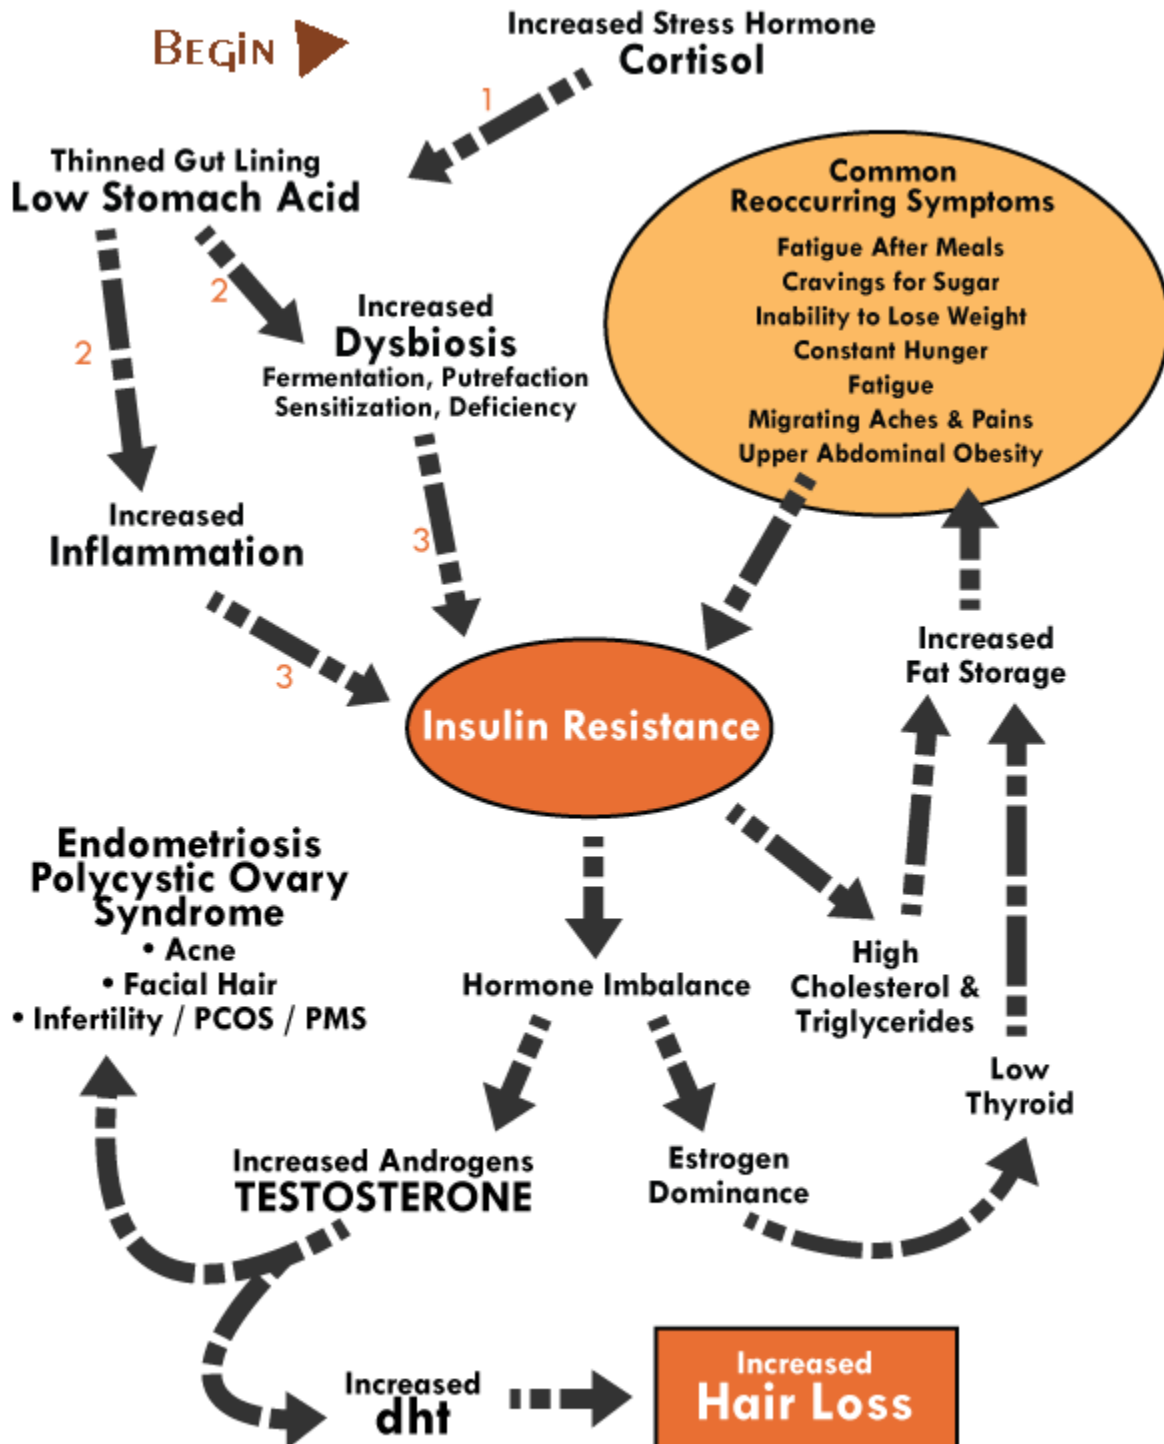 BEGiN
Increased Stress Hormone
Cortisol
1
Thinned Gut Lining
Low Stomach Acid
2
2
Increased
Dysbiosis
Fermentation, Putrefaction
Sensitization, Deficiency
Common
Reoccurring Symptoms
Fatigue After Meals
Cravings for Sugar
Inability to Lose Weight
Constant Hunger
Fatigue
Migrating Aches & Pains
Upper Abdominal Obesity
Increased
Inflammation
3
3
Increased
Fat Storage
Insulin Resistance
Endometriosis
Polycystic Ovary
Syndrome
• Acne
• Facial Hair
• Infertility / PCOS / PMS
Hormone Imbalance
High
Cholesterol &
Triglycerides
Low
Thyroid
Increased Androgens
TESTOSTERONE
Estrogen
Dominance
Increased
dht
Increased
Hair Loss